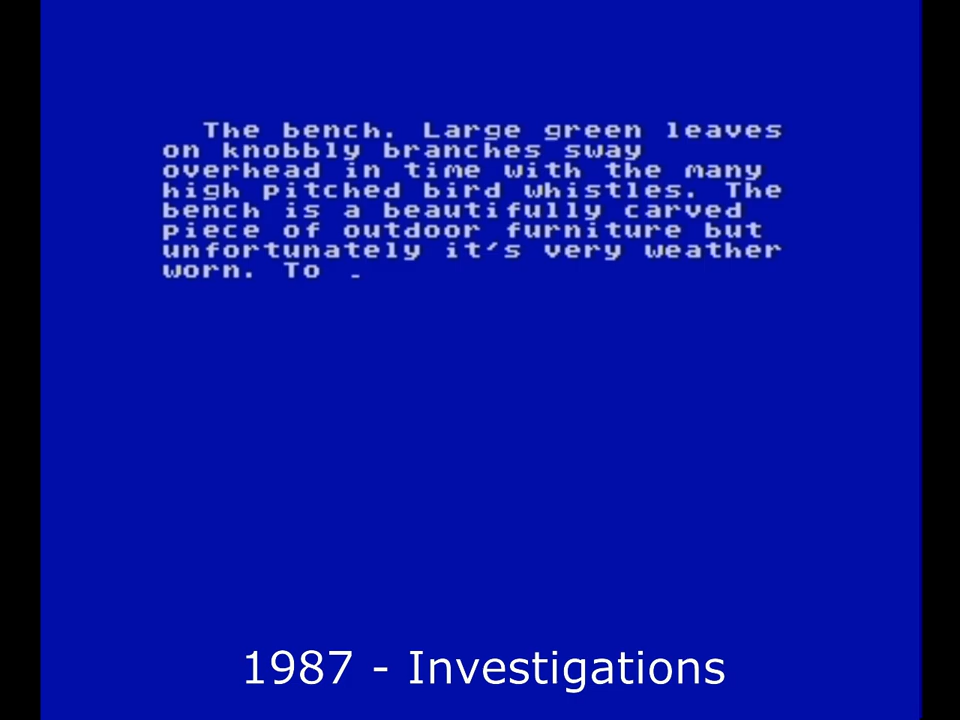 The bench. Large green leaves
on knobbly branches sway
overhead in time with the many
high pitched bird whistles. The
bench is a beautifully carved
piece of outdoor furniture but
unfortunately it's very weather
worn. To _
1987 - Investigations